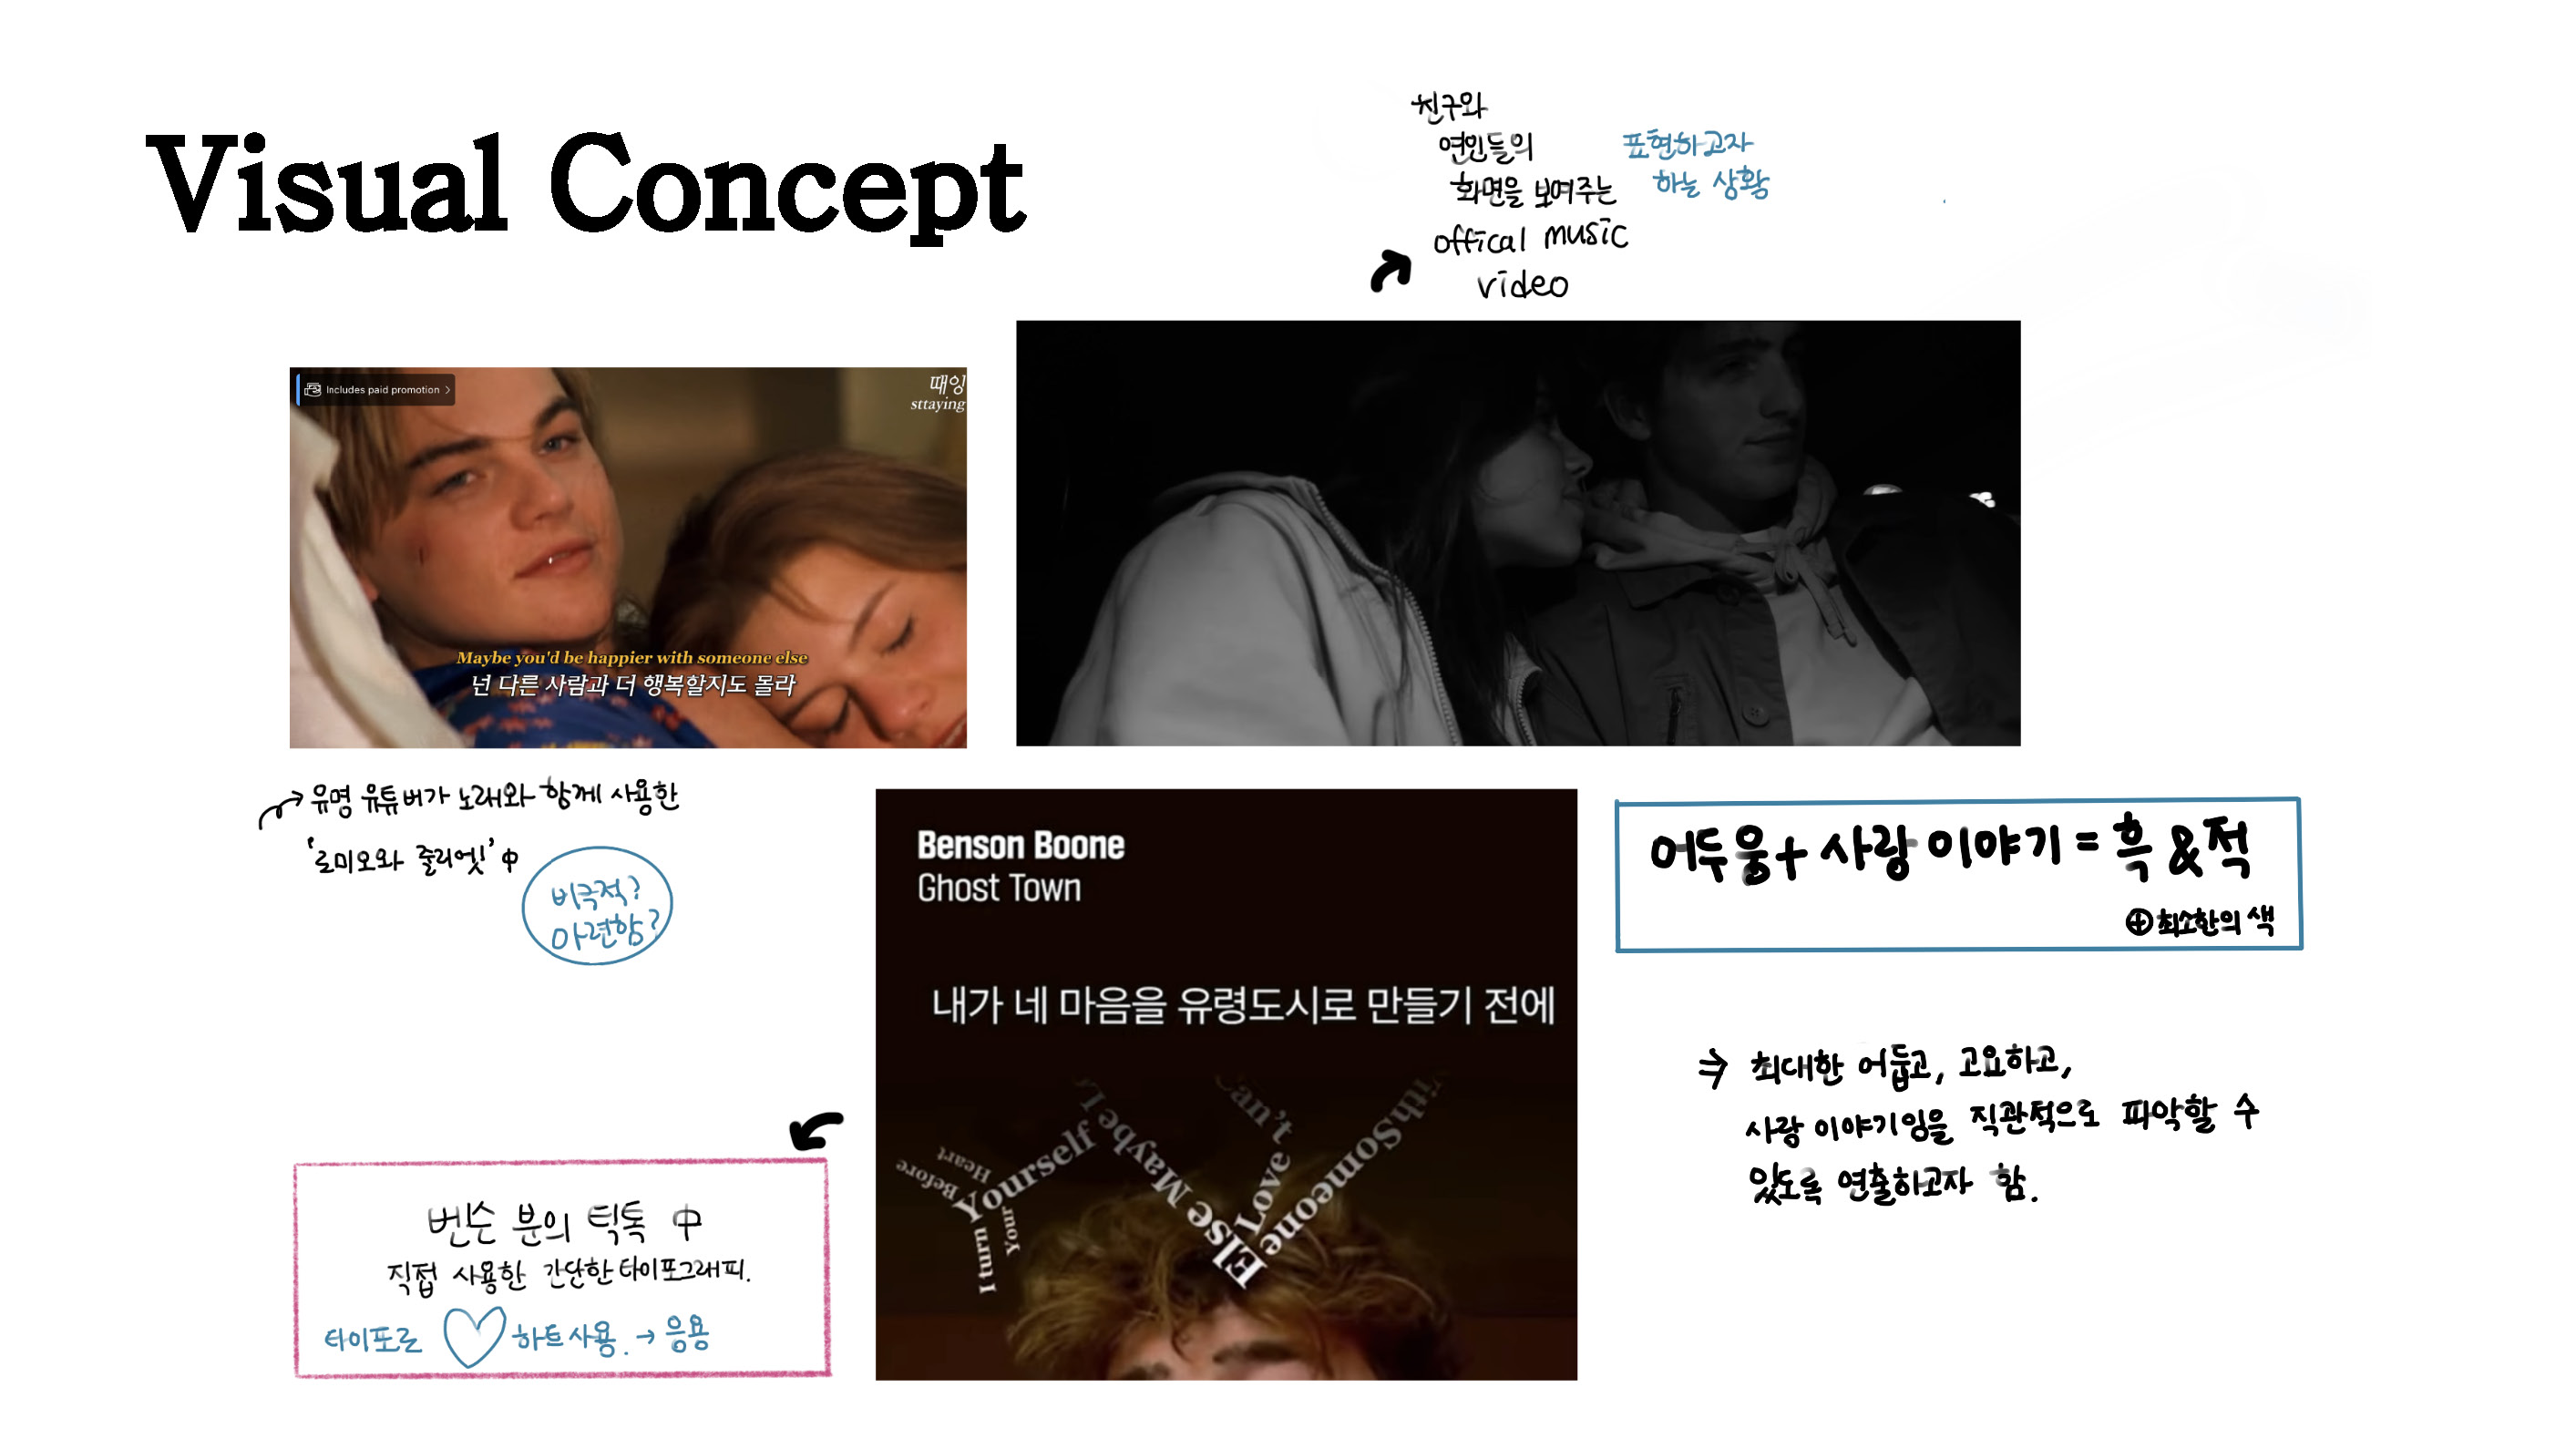 Visual Concept
친구와
연인들의
화면을 보여주는
offical music
video
표현하고자
하는 상황
Includes paid promotion
때잉
sttaying
Maybe you'd be happier with someone else
넌 다른 사람과 더 행복할지도 몰라
유명 유튜버가 노래와 함께 사용한
'로미오와 줄리엣' 中
비극적?
아련함?
Benson Boone
Ghost Town
내가 네 마음을 유령도시로 만들기 전에
Before
Heart
Yourself
I turn
Your
Maybe
Else
Can't
Love
Someone
어두움 + 사랑 이야기 = 흑 & 적
⊕ 최소한의 색
⇒ 최대한 어둡고, 고요하고,
사랑 이야기임을 직관적으로 파악할 수
있도록 연출하고자 함.
벤슨 분의 틱톡 中
직접 사용한 간단한 타이포그래피.
타이포로 ♡ 하트 사용. → 응용